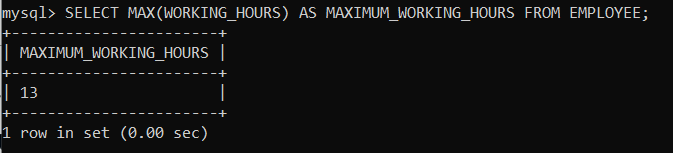 mysql> SELECT MAX(WORKING_HOURS) AS MAXIMUM_WORKING_HOURS FROM EMPLOYEE;
+-----------------------+
| MAXIMUM_WORKING_HOURS |
+-----------------------+
| 13                    |
+-----------------------+
1 row in set (0.00 sec)